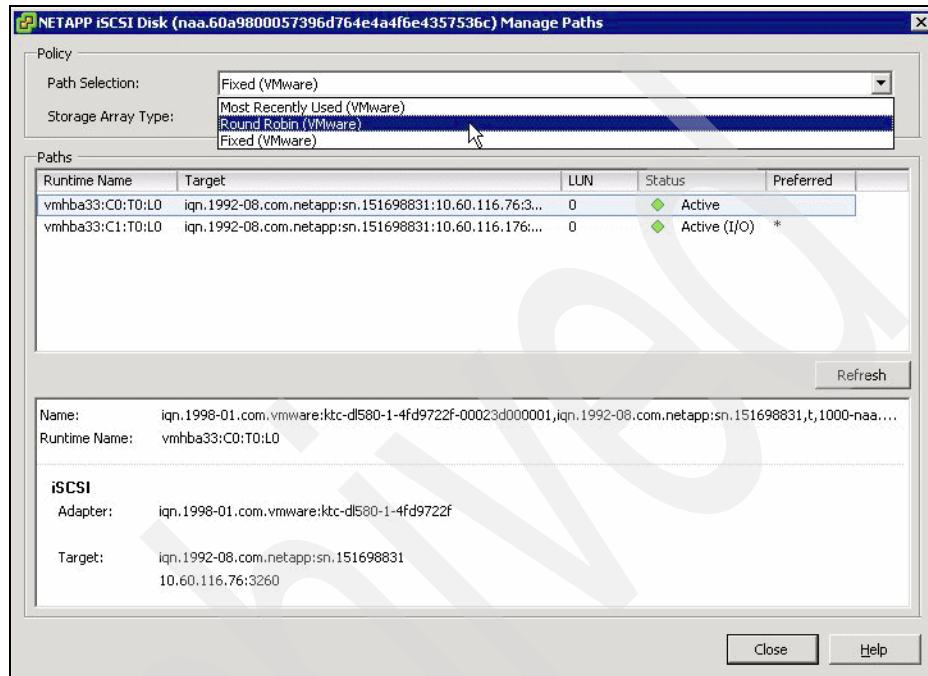 NETAPP iSCSI Disk (naa.60a9800057396d764e4a4f6e4357536c) Manage Paths
Policy
Path Selection: Fixed (VMware)
Most Recently Used (VMware)
Storage Array Type: Round Robin (VMware)
Fixed (VMware)
Paths
Runtime Name Target LUN Status Preferred
vmhba33:C0:T0:L0 iqn.1992-08.com.netapp:sn.151698831:10.60.116.76:3... 0 Active
vmhba33:C1:T0:L0 iqn.1992-08.com.netapp:sn.151698831:10.60.116.176:... 0 Active (I/O) *
Refresh
Name: iqn.1998-01.com.vmware:ktc-dl580-1-4fd9722f-00023d000001,iqn.1992-08.com.netapp:sn.151698831,t,1000-naa....
Runtime Name: vmhba33:C0:T0:L0
iSCSI
Adapter: iqn.1998-01.com.vmware:ktc-dl580-1-4fd9722f
Target: iqn.1992-08.com.netapp:sn.151698831
10.60.116.76:3260
Close Help